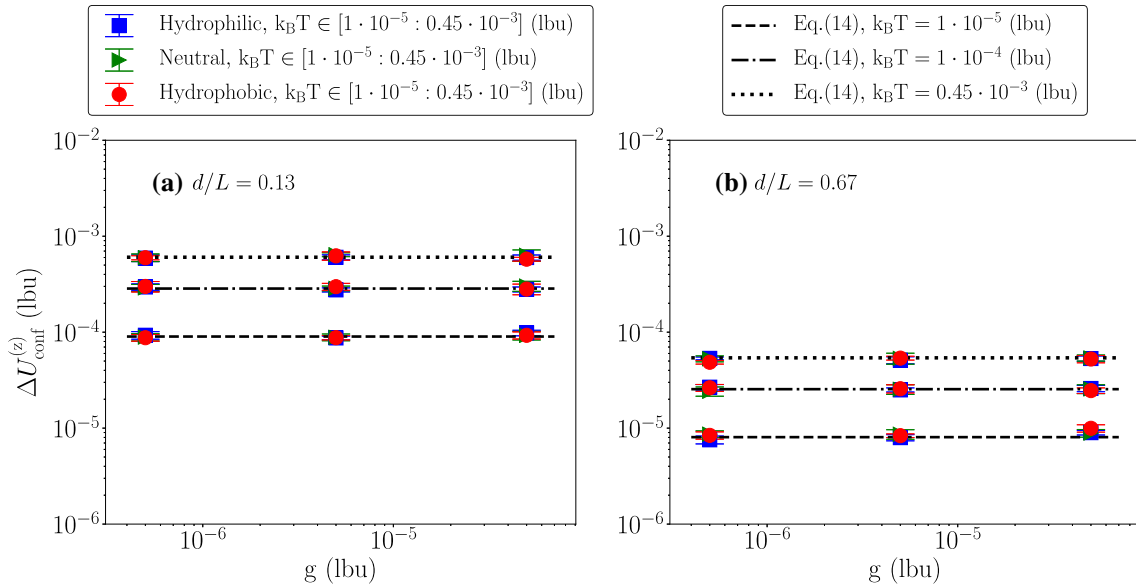 Hydrophilic, k_BT ∈ [1 · 10⁻⁵ : 0.45 · 10⁻³] (lbu)
Neutral, k_BT ∈ [1 · 10⁻⁵ : 0.45 · 10⁻³] (lbu)
Hydrophobic, k_BT ∈ [1 · 10⁻⁵ : 0.45 · 10⁻³] (lbu)
Eq.(14), k_BT = 1 · 10⁻⁵ (lbu)
Eq.(14), k_BT = 1 · 10⁻⁴ (lbu)
Eq.(14), k_BT = 0.45 · 10⁻³ (lbu)
ΔU_conf^(z) (lbu)
10⁻²
10⁻³
10⁻⁴
10⁻⁵
10⁻⁶
(a) d/L = 0.13
10⁻⁶ 10⁻⁵
g (lbu)
10⁻²
10⁻³
10⁻⁴
10⁻⁵
10⁻⁶
(b) d/L = 0.67
10⁻⁶ 10⁻⁵
g (lbu)